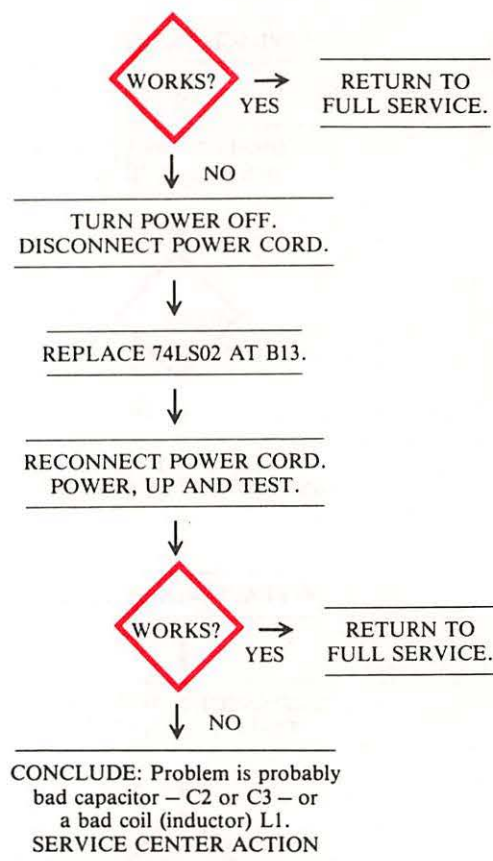 WORKS?
YES
RETURN TO
FULL SERVICE.
NO
TURN POWER OFF.
DISCONNECT POWER CORD.
REPLACE 74LS02 AT B13.
RECONNECT POWER CORD.
POWER, UP AND TEST.
WORKS?
YES
RETURN TO
FULL SERVICE.
NO
CONCLUDE: Problem is probably
bad capacitor – C2 or C3 – or
a bad coil (inductor) L1.
SERVICE CENTER ACTION